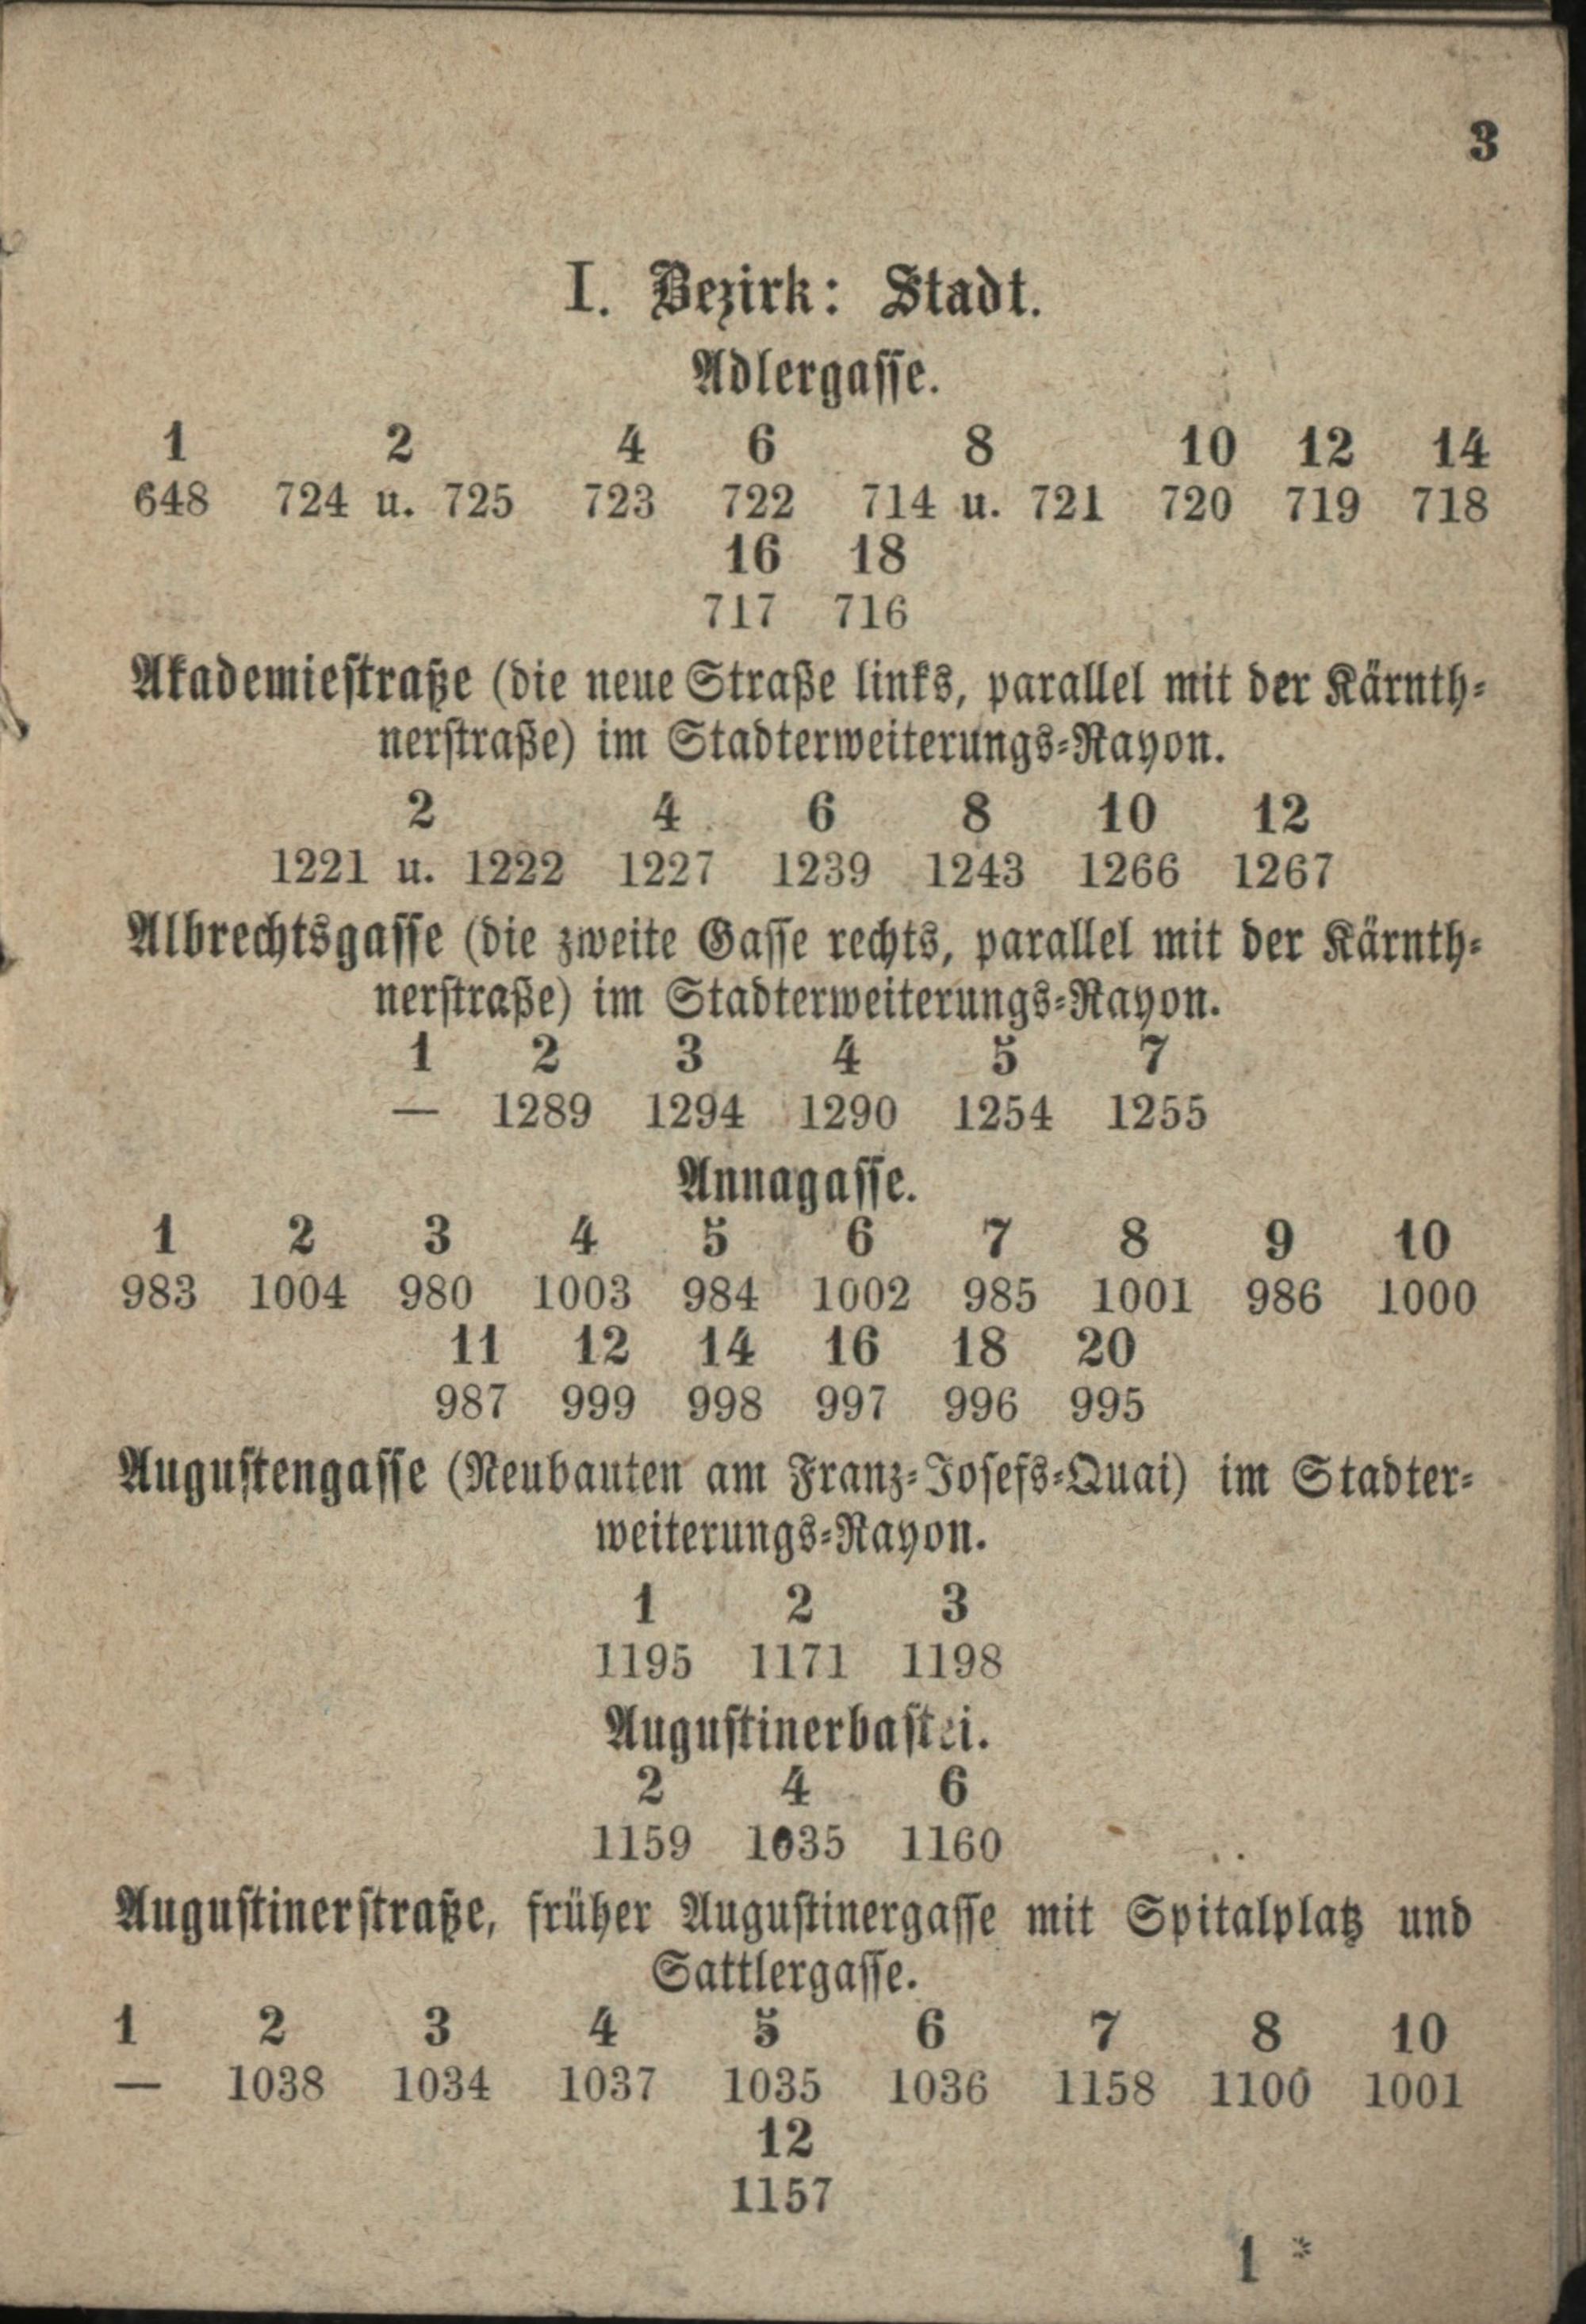 3
I. Bezirk: Stadt.
Adlergasse.
1 2 4 6 8 10 12 14
648 724 u. 725 723 722 714 u. 721 720 719 718
16 18
717 716
Akademiestraße (die neue Straße links, parallel mit der Kärnth-
nerstraße) im Stadterweiterungs-Rayon.
2 4 6 8 10 12
1221 u. 1222 1227 1239 1243 1266 1267
Albrechtsgasse (die zweite Gasse rechts, parallel mit der Kärnth-
nerstraße) im Stadterweiterungs-Rayon.
1 2 3 4 5 7
— 1289 1294 1290 1254 1255
Annagasse.
1 2 3 4 5 6 7 8 9 10
983 1004 980 1003 984 1002 985 1001 986 1000
11 12 14 16 18 20
987 999 998 997 996 995
Augustengasse (Neubauten am Franz-Josefs-Quai) im Stadter-
weiterungs-Rayon.
1 2 3
1195 1171 1198
Augustinerbastei.
2 4 6
1159 1035 1160
Augustinerstraße, früher Augustinergasse mit Spitalplatz und
Sattlergasse.
1 2 3 4 5 6 7 8 10
— 1038 1034 1037 1035 1036 1158 1100 1001
12
1157
1 *